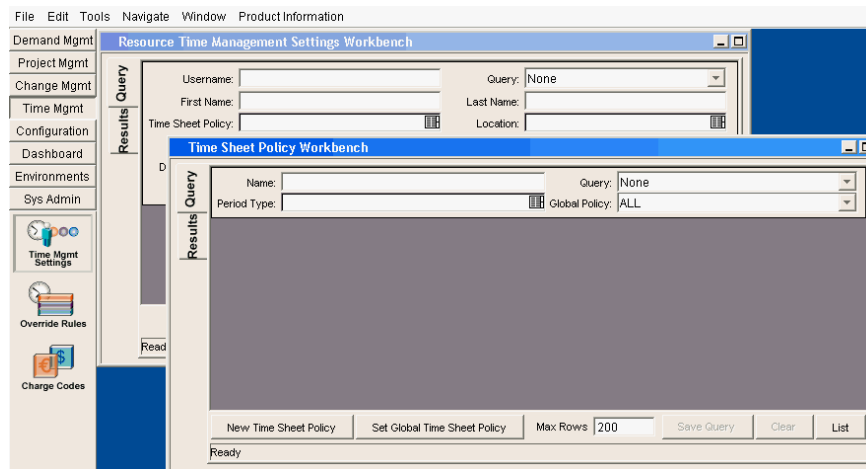 File Edit Tools Navigate Window Product Information
Demand Mgmt
Project Mgmt
Change Mgmt
Time Mgmt
Configuration
Dashboard
Environments
Sys Admin
Time Mgmt
Settings
Override Rules
Charge Codes
Resource Time Management Settings Workbench
Query
Results
Username:
Query: None
First Name:
Last Name:
Time Sheet Policy:
Location:
D
Read
Time Sheet Policy Workbench
Query
Results
Name:
Query: None
Period Type:
Global Policy: ALL
New Time Sheet Policy Set Global Time Sheet Policy Max Rows 200 Save Query Clear List
Ready